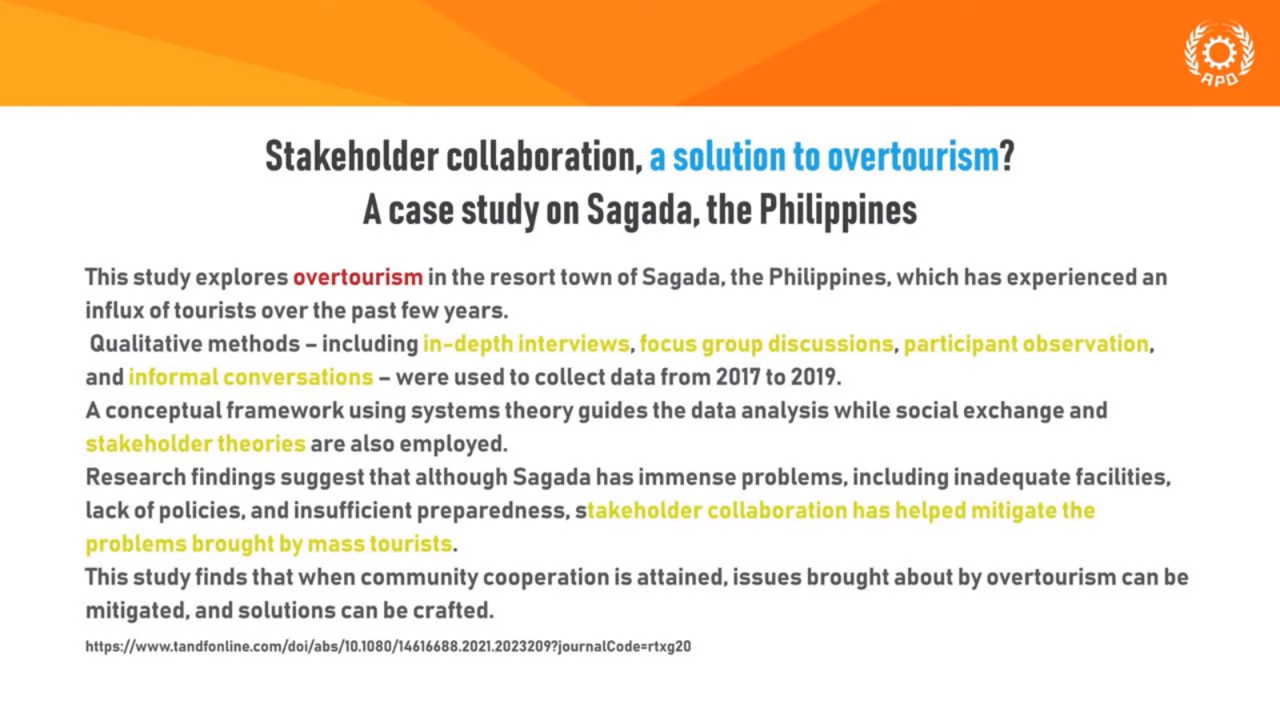 APO
Stakeholder collaboration, a solution to overtourism?
A case study on Sagada, the Philippines
This study explores overtourism in the resort town of Sagada, the Philippines, which has experienced an
influx of tourists over the past few years.
Qualitative methods – including in-depth interviews, focus group discussions, participant observation,
and informal conversations – were used to collect data from 2017 to 2019.
A conceptual framework using systems theory guides the data analysis while social exchange and
stakeholder theories are also employed.
Research findings suggest that although Sagada has immense problems, including inadequate facilities,
lack of policies, and insufficient preparedness, stakeholder collaboration has helped mitigate the
problems brought by mass tourists.
This study finds that when community cooperation is attained, issues brought about by overtourism can be
mitigated, and solutions can be crafted.
https://www.tandfonline.com/doi/abs/10.1080/14616688.2021.2023209?journalCode=rtxg20